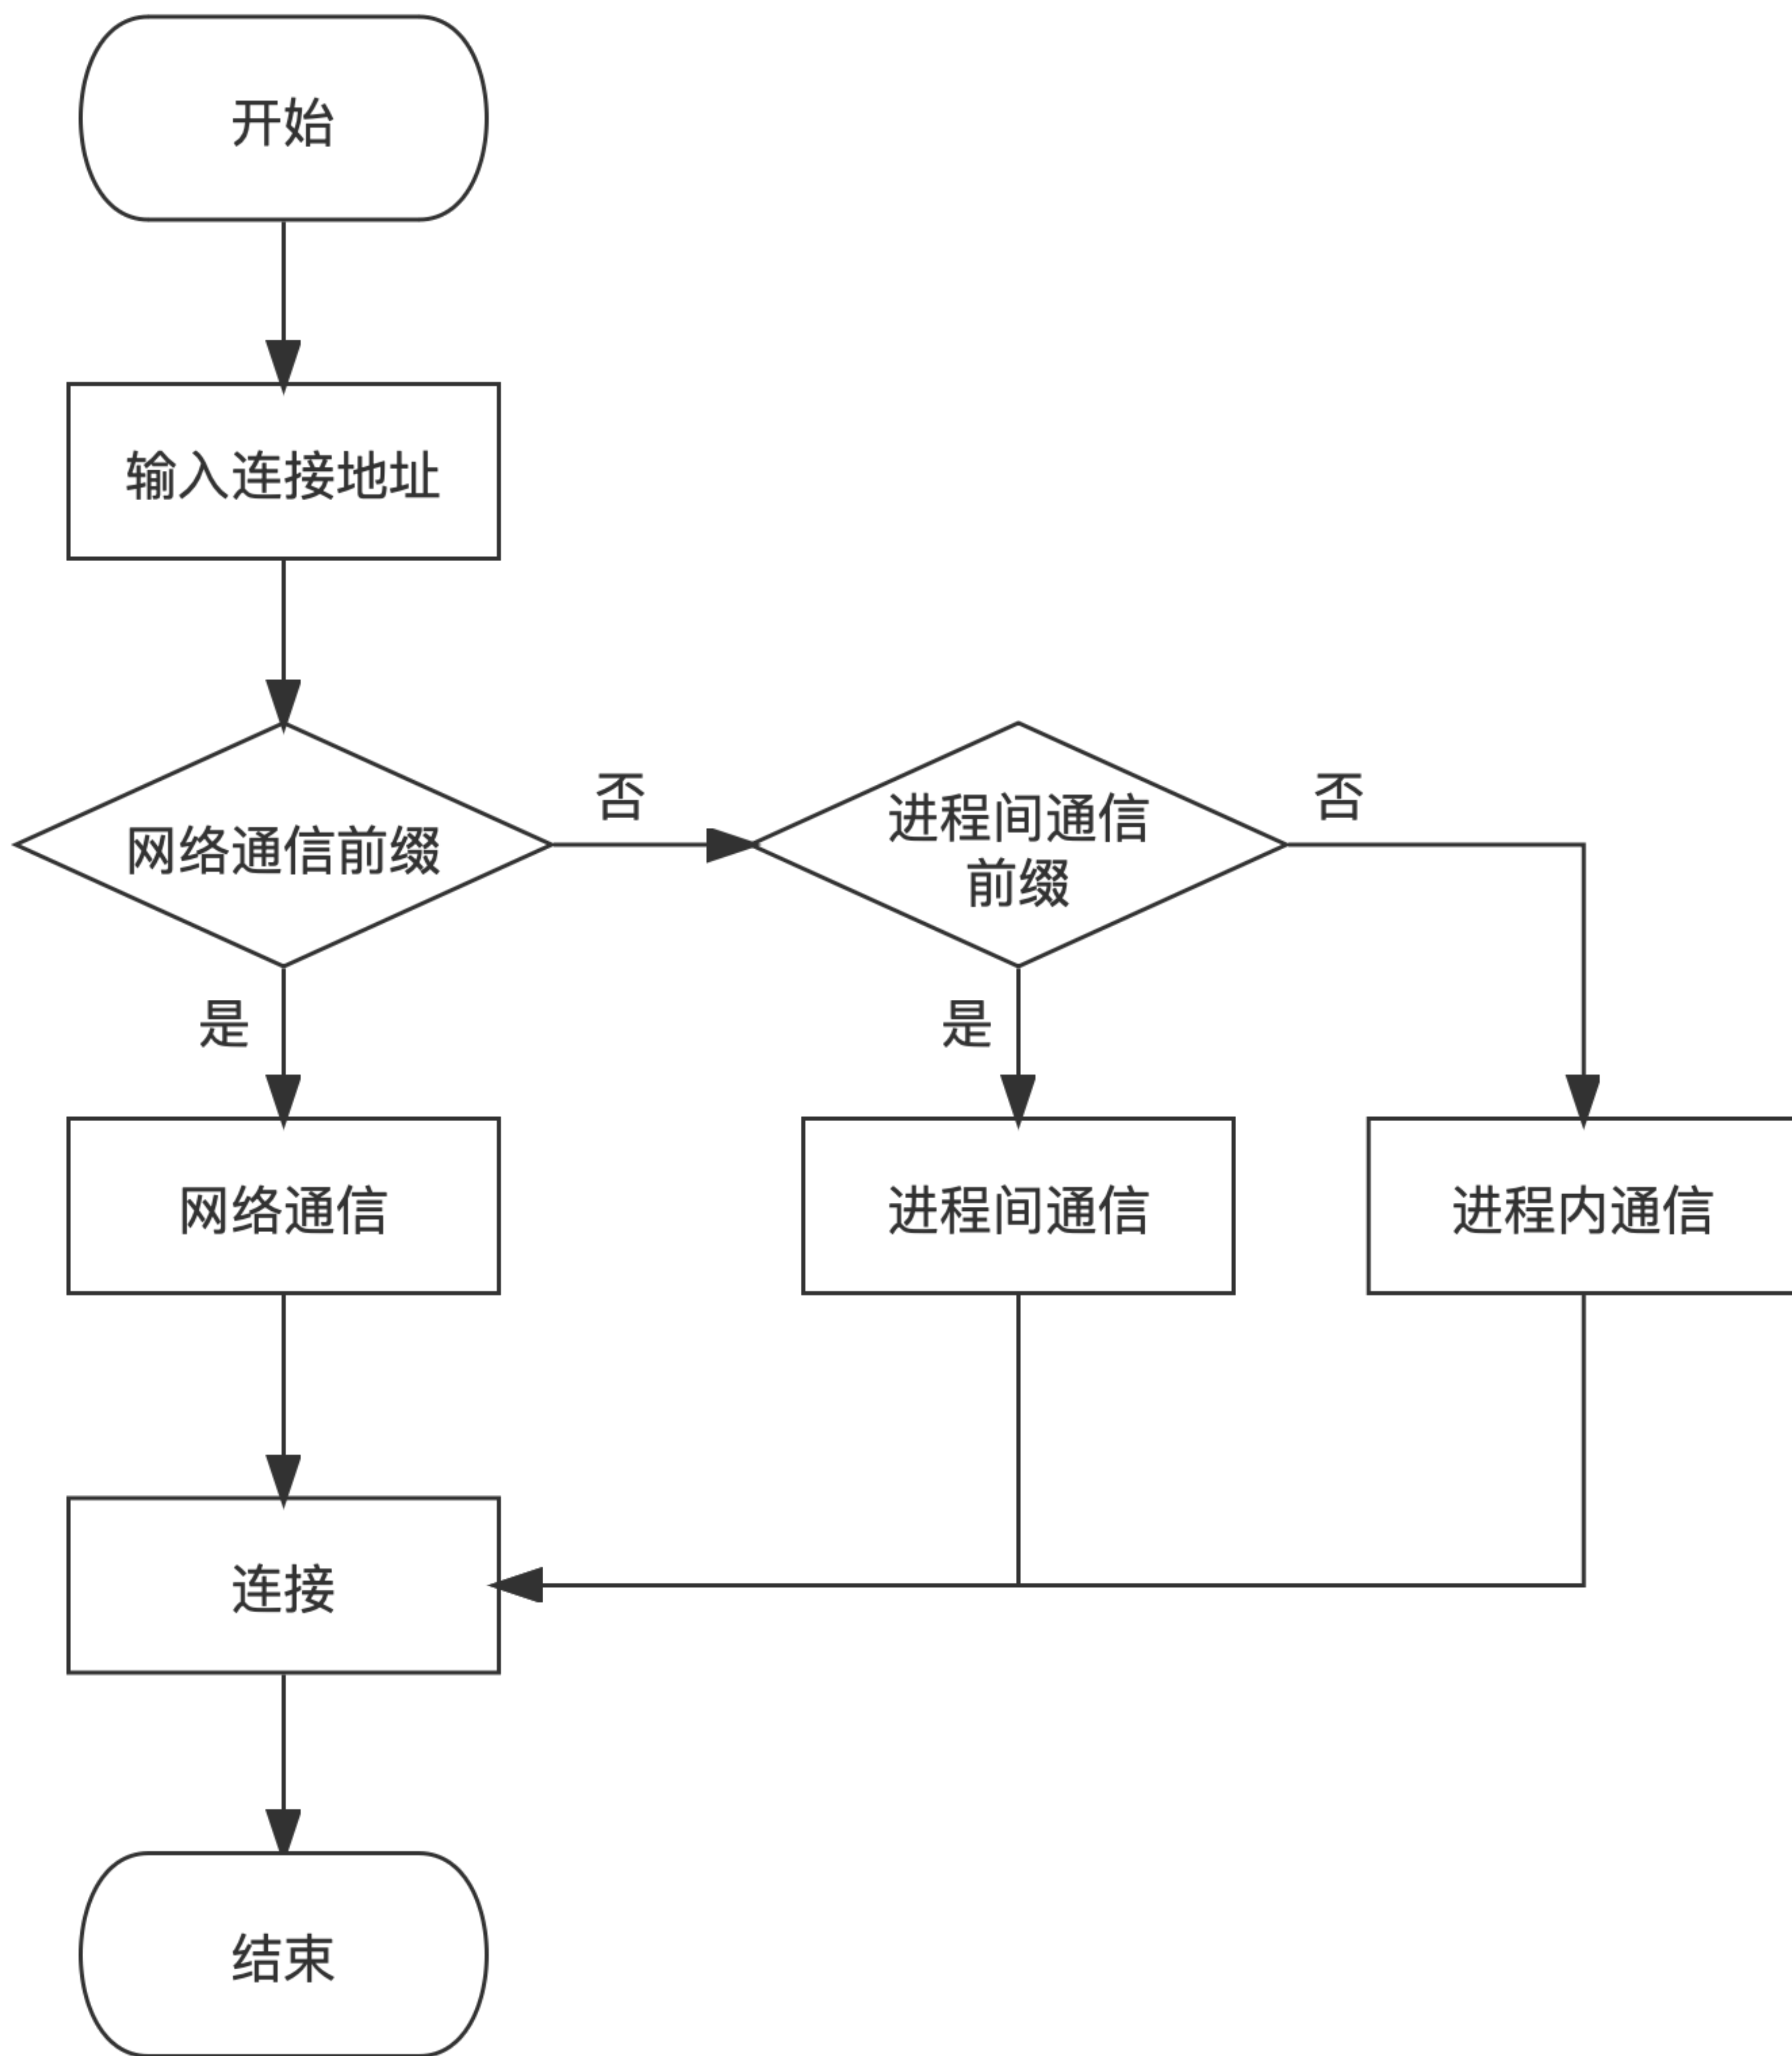 开始
输入连接地址
网络通信前缀
否
进程间通信
前缀
否
是
是
网络通信
进程间通信
进程内通信
连接
结束